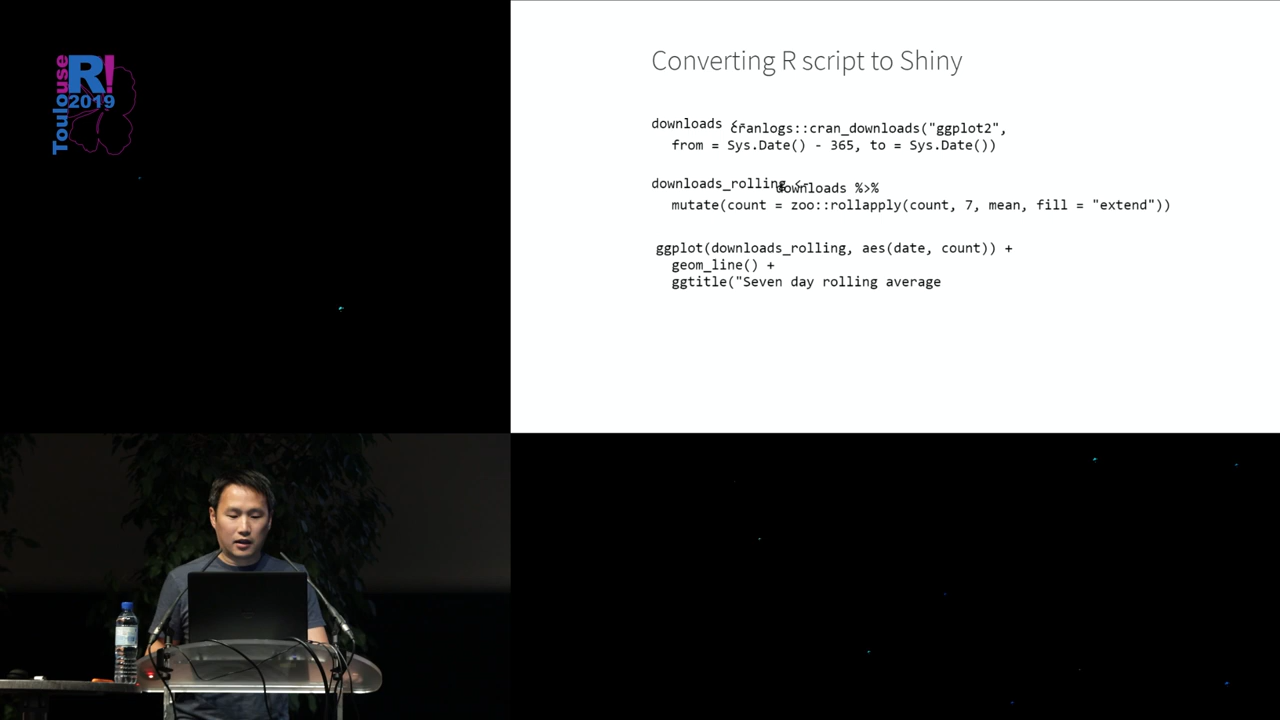 Toulouse
R!
2019
Converting R script to Shiny
downloads <-
cranlogs::cran_downloads("ggplot2",
from = Sys.Date() - 365, to = Sys.Date())
downloads_rolling <-
downloads %>%
mutate(count = zoo::rollapply(count, 7, mean, fill = "extend"))
ggplot(downloads_rolling, aes(date, count)) +
geom_line() +
ggtitle("Seven day rolling average